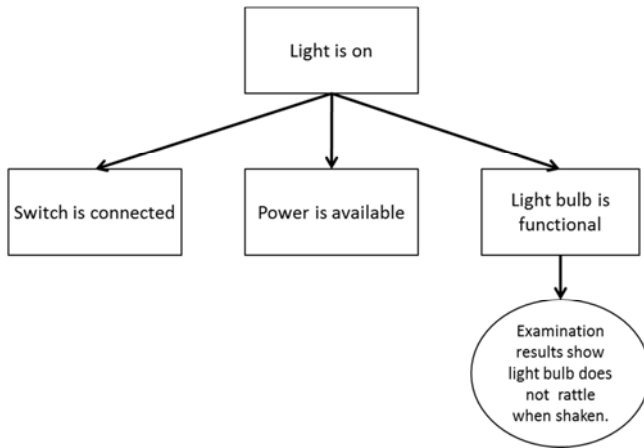 Light is on
Switch is connected
Power is available
Light bulb is
functional
Examination
results show
light bulb does
not rattle
when shaken.